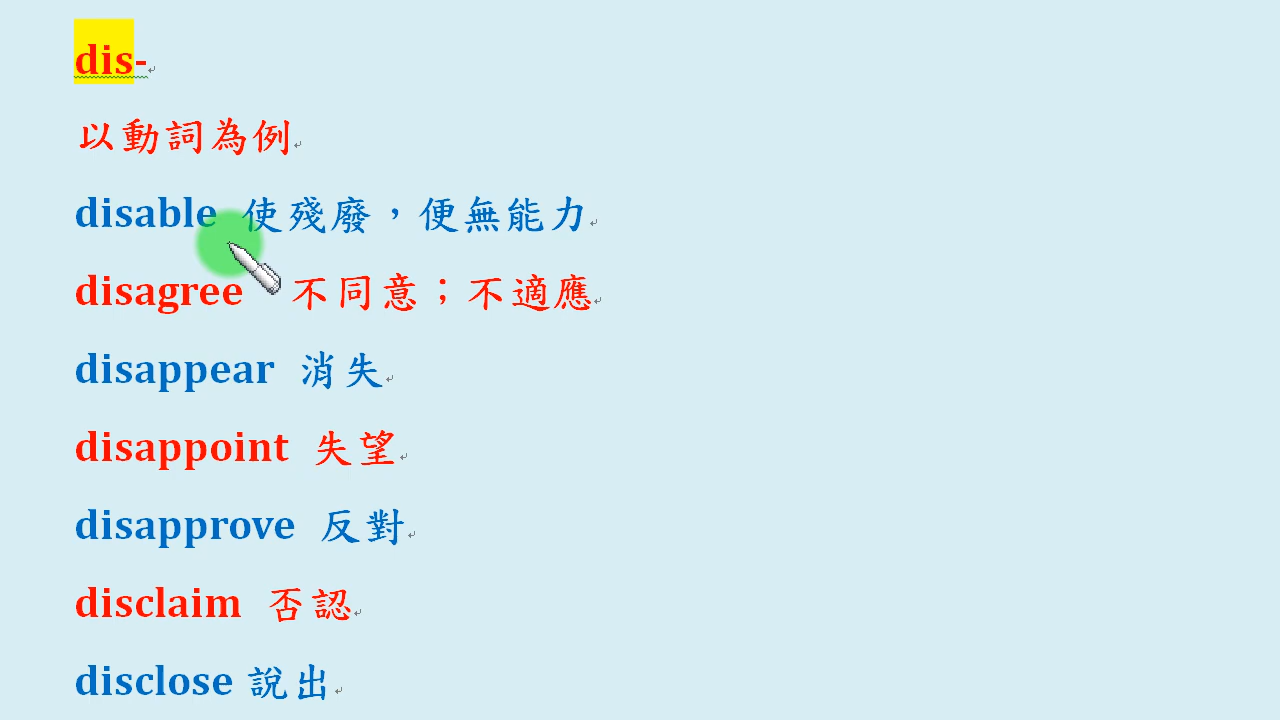 dis-
以動詞為例
disable 使殘廢，便無能力
disagree 不同意；不適應
disappear 消失
disappoint 失望
disapprove 反對
disclaim 否認
disclose 說出